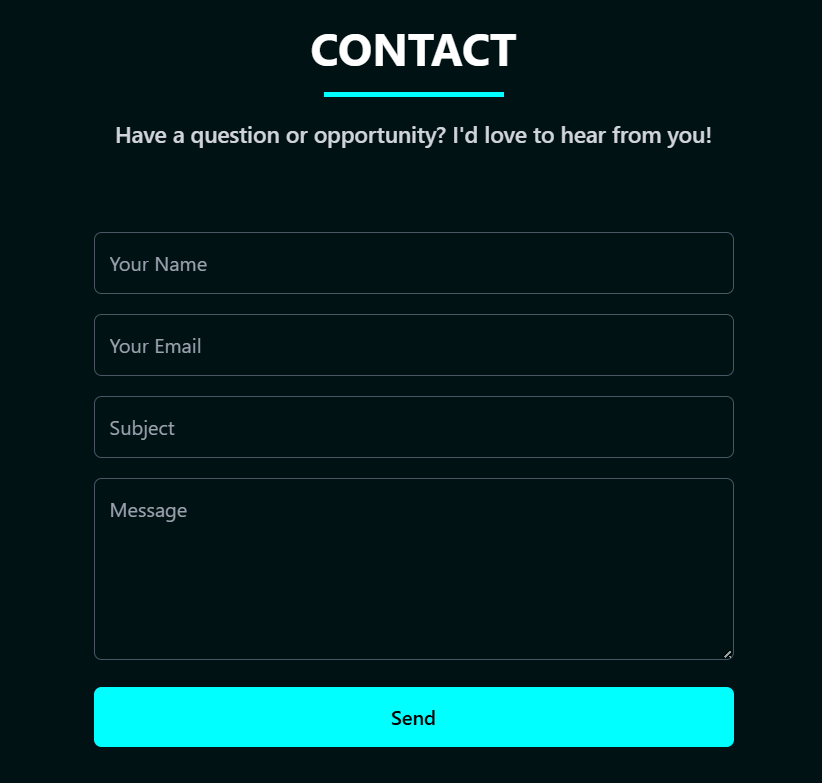 CONTACT
Have a question or opportunity? I'd love to hear from you!
Your Name
Your Email
Subject
Message
Send